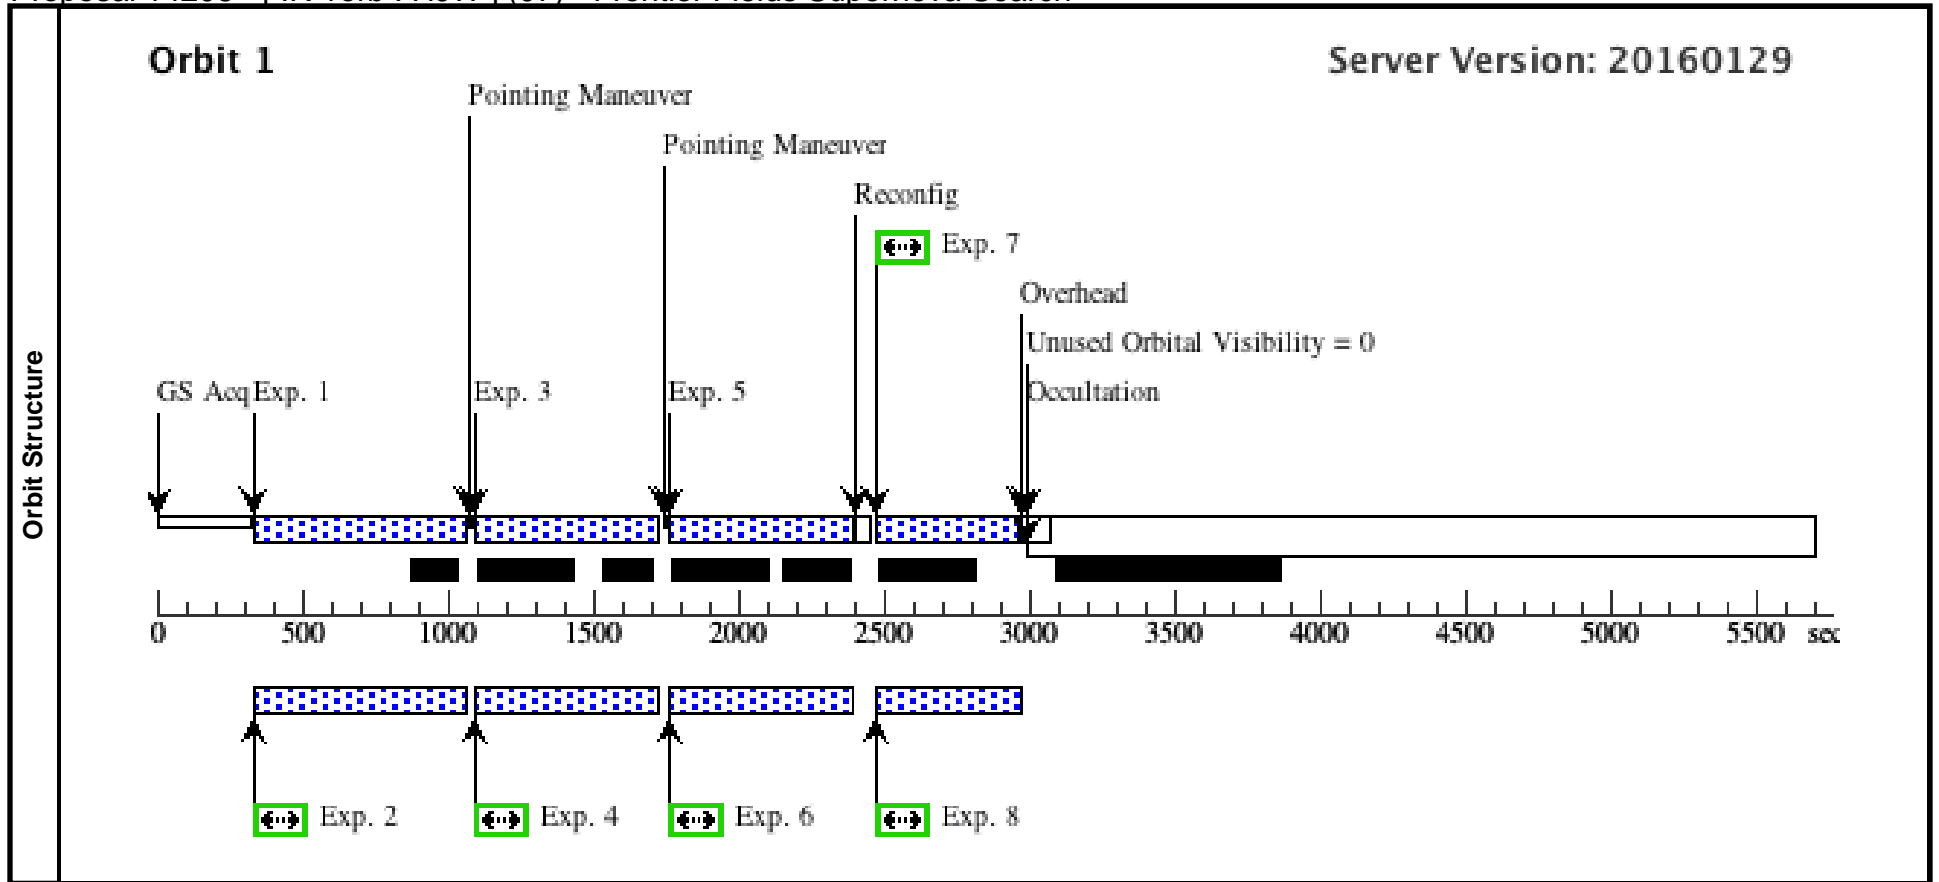 Orbit 1
Server Version: 20160129
Pointing Maneuver
Pointing Maneuver
Reconfig
Exp. 7
Overhead
Unused Orbital Visibility = 0
GS Acq Exp. 1
Exp. 3
Exp. 5
Occultation
Orbit Structure
0 500 1000 1500 2000 2500 3000 3500 4000 4500 5000 5500 sec
Exp. 2
Exp. 4
Exp. 6
Exp. 8